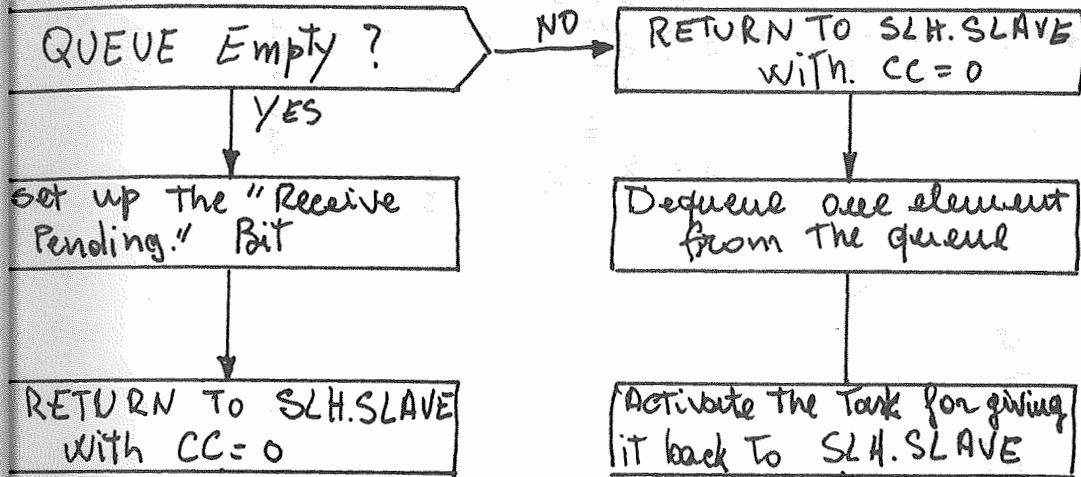 QUEUE Empty ?
NO
RETURN TO SLH.SLAVE
with. CC = 0
YES
set up the "Receive
Pending." Bit
Dequeue one element
from the queue
RETURN TO SLH.SLAVE
with CC = 0
Activate the Task for giving
it back to SLH.SLAVE